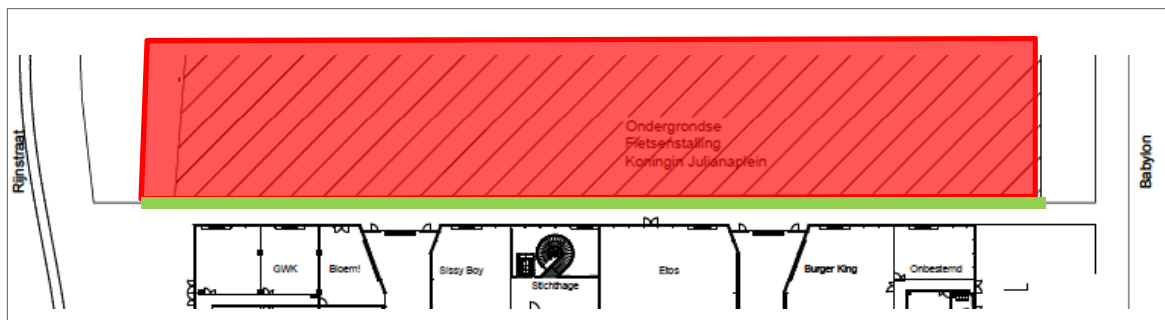 Rijnstraat
Ondergrondse
Fietsenstalling
Koningin Julianaplein
Babylon
GWK
Bloem!
Sissy Boy
Stichthage
Etos
Burger King
Onbestemd